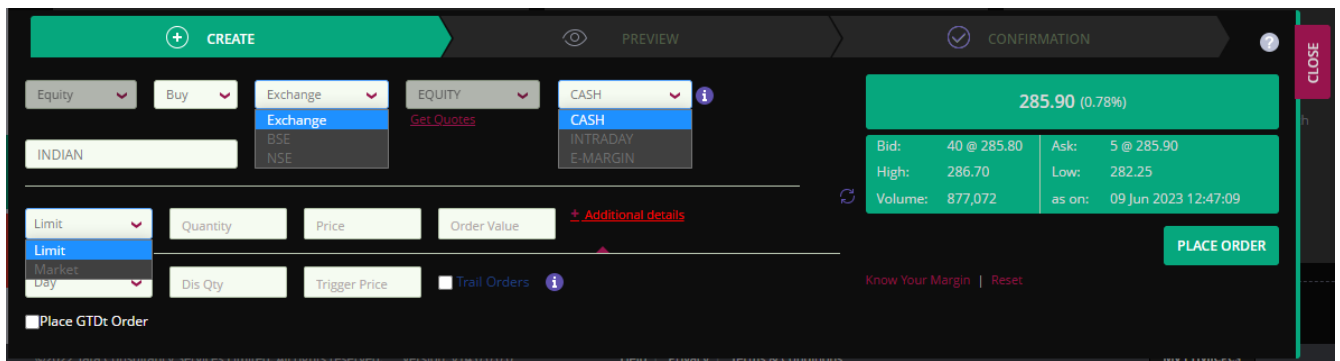 CREATE PREVIEW CONFIRMATION
CLOSE
Equity Buy Exchange EQUITY CASH
Exchange
BSE
NSE
Get Quotes
CASH
INTRADAY
E-MARGIN
INDIAN
285.90 (0.78%)
Bid: 40 @ 285.80 Ask: 5 @ 285.90
High: 286.70 Low: 282.25
Volume: 877,072 as on: 09 Jun 2023 12:47:09
Limit Quantity Price Order Value + Additional details
Limit
Market
PLACE ORDER
Day Dis Qty Trigger Price Trail Orders
Know Your Margin | Reset
Place GTDt Order